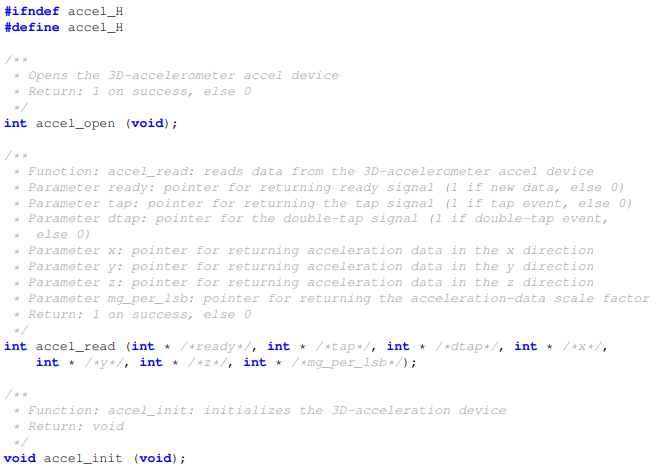 #ifndef accel_H
#define accel_H
/**
* Opens the 3D-accelerometer accel device
* Return: 1 on success, else 0
*/
int accel_open (void);
/**
* Function: accel_read: reads data from the 3D-accelerometer accel device
* Parameter ready: pointer for returning ready signal (1 if new data, else 0)
* Parameter tap: pointer for returning the tap signal (1 if tap event, else 0)
* Parameter dtap: pointer for the double-tap signal (1 if double-tap event,
* else 0)
* Parameter x: pointer for returning acceleration data in the x direction
* Parameter y: pointer for returning acceleration data in the y direction
* Parameter z: pointer for returning acceleration data in the z direction
* Parameter mg_per_lsb: pointer for returning the acceleration-data scale factor
* Return: 1 on success, else 0
*/
int accel_read (int * /*ready*/, int * /*tap*/, int * /*dtap*/, int * /*x*/,
int * /*y*/, int * /*z*/, int * /*mg_per_lsb*/);
/**
* Function: accel_init: initializes the 3D-acceleration device
* Return: void
*/
void accel_init (void);